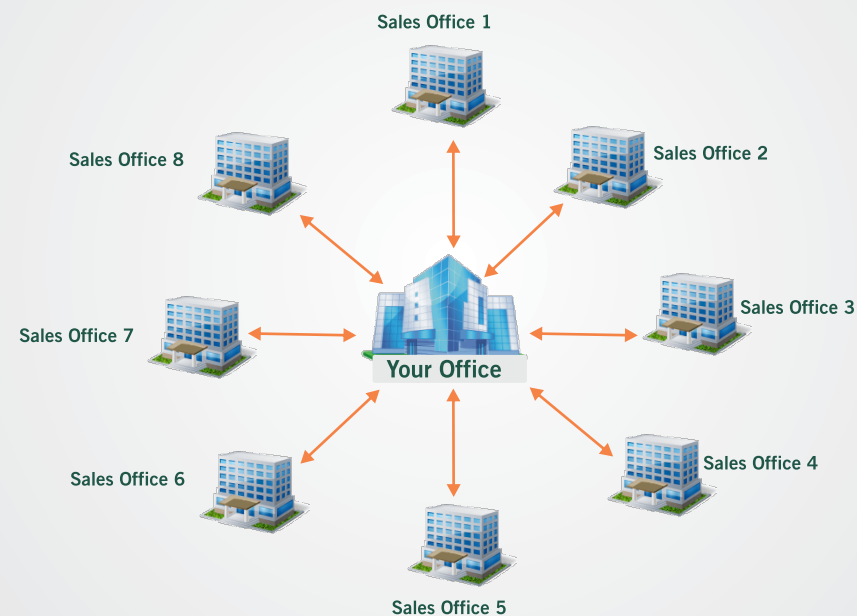 Sales Office 1
Sales Office 8
Sales Office 2
Sales Office 3
Sales Office 7
Your Office
Sales Office 4
Sales Office 6
Sales Office 5